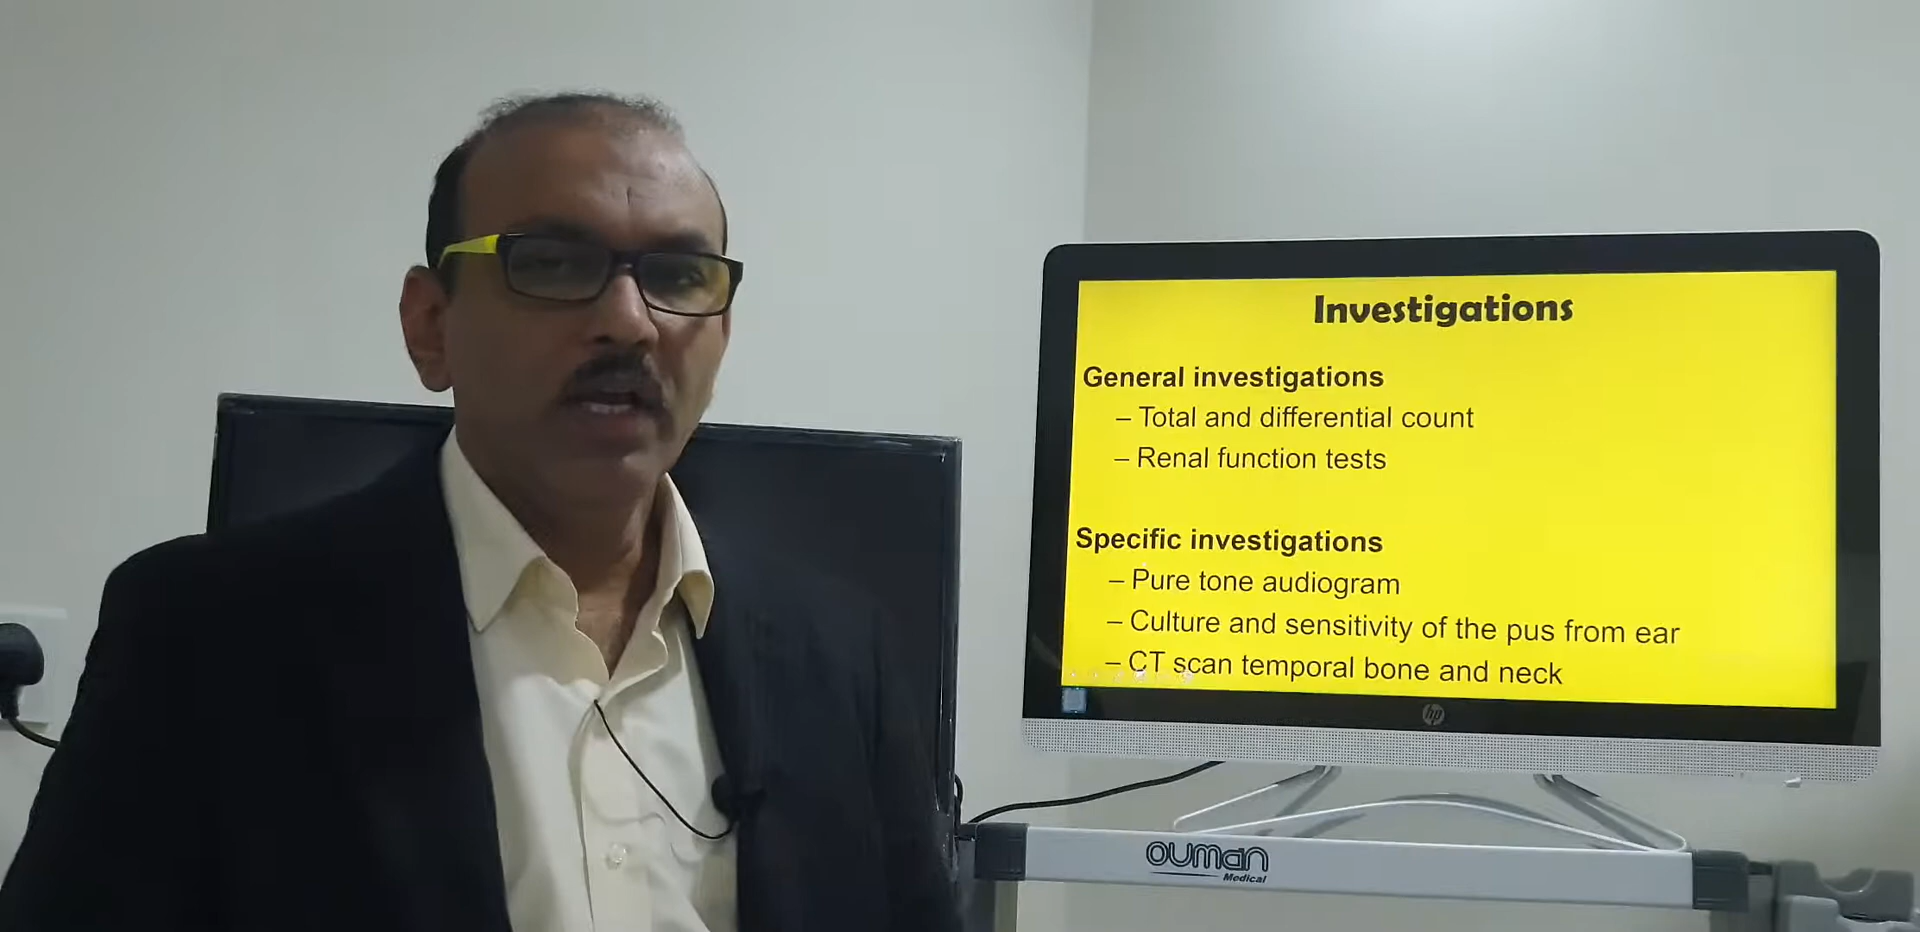 Investigations
General investigations
– Total and differential count
– Renal function tests
Specific investigations
– Pure tone audiogram
– Culture and sensitivity of the pus from ear
– CT scan temporal bone and neck
hp
ouman
Medical